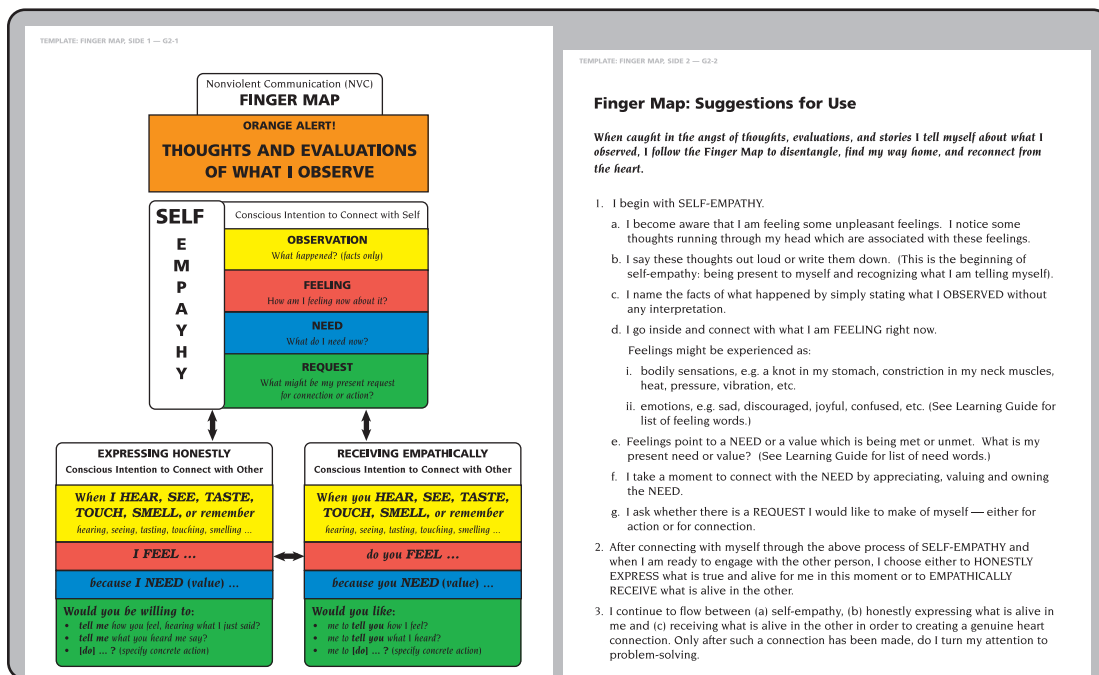 TEMPLATE: FINGER MAP, SIDE 1 — G2-1
Nonviolent Communication (NVC)
FINGER MAP
ORANGE ALERT!
THOUGHTS AND EVALUATIONS
OF WHAT I OBSERVE
SELF
E
M
P
A
Y
H
Y
Conscious Intention to Connect with Self
OBSERVATION
What happened? (facts only)
FEELING
How am I feeling now about it?
NEED
What do I need now?
REQUEST
What might be my present request
for connection or action?
EXPRESSING HONESTLY
Conscious Intention to Connect with Other
When I HEAR, SEE, TASTE,
TOUCH, SMELL, or remember
hearing, seeing, tasting, touching, smelling ...
I FEEL ...
because I NEED (value) ...
Would you be willing to:
• tell me how you feel, hearing what I just said?
• tell me what you heard me say?
• [do] ... ? (specify concrete action)
RECEIVING EMPATHICALLY
Conscious Intention to Connect with Other
When you HEAR, SEE, TASTE,
TOUCH, SMELL, or remember
hearing, seeing, tasting, touching, smelling ...
do you FEEL ...
because you NEED (value) ...
Would you like:
• me to tell you how I feel?
• me to tell you what I heard?
• me to [do] ... ? (specify concrete action)
TEMPLATE: FINGER MAP, SIDE 2 — G2-2
Finger Map: Suggestions for Use
When caught in the angst of thoughts, evaluations, and stories I tell myself about what I
observed, I follow the Finger Map to disentangle, find my way home, and reconnect from
the heart.
1. I begin with SELF-EMPATHY.
a. I become aware that I am feeling some unpleasant feelings. I notice some
thoughts running through my head which are associated with these feelings.
b. I say these thoughts out loud or write them down. (This is the beginning of
self-empathy: being present to myself and recognizing what I am telling myself).
c. I name the facts of what happened by simply stating what I OBSERVED without
any interpretation.
d. I go inside and connect with what I am FEELING right now.
Feelings might be experienced as:
i. bodily sensations, e.g. a knot in my stomach, constriction in my neck muscles,
heat, pressure, vibration, etc.
ii. emotions, e.g. sad, discouraged, joyful, confused, etc. (See Learning Guide for
list of feeling words.)
e. Feelings point to a NEED or a value which is being met or unmet. What is my
present need or value? (See Learning Guide for list of need words.)
f. I take a moment to connect with the NEED by appreciating, valuing and owning
the NEED.
g. I ask whether there is a REQUEST I would like to make of myself — either for
action or for connection.
2. After connecting with myself through the above process of SELF-EMPATHY and
when I am ready to engage with the other person, I choose either to HONESTLY
EXPRESS what is true and alive for me in this moment or to EMPATHICALLY
RECEIVE what is alive in the other.
3. I continue to flow between (a) self-empathy, (b) honestly expressing what is alive in
me and (c) receiving what is alive in the other in order to creating a genuine heart
connection. Only after such a connection has been made, do I turn my attention to
problem-solving.